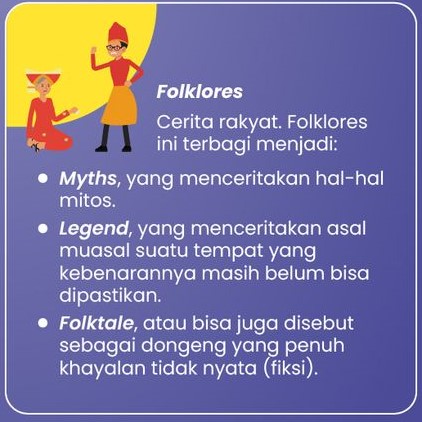 Folklores
Cerita rakyat. Folklores
ini terbagi menjadi:
• Myths, yang menceritakan hal-hal
mitos.
• Legend, yang menceritakan asal
muasal suatu tempat yang
kebenarannya masih belum bisa
dipastikan.
• Folktale, atau bisa juga disebut
sebagai dongeng yang penuh
khayalan tidak nyata (fiksi).